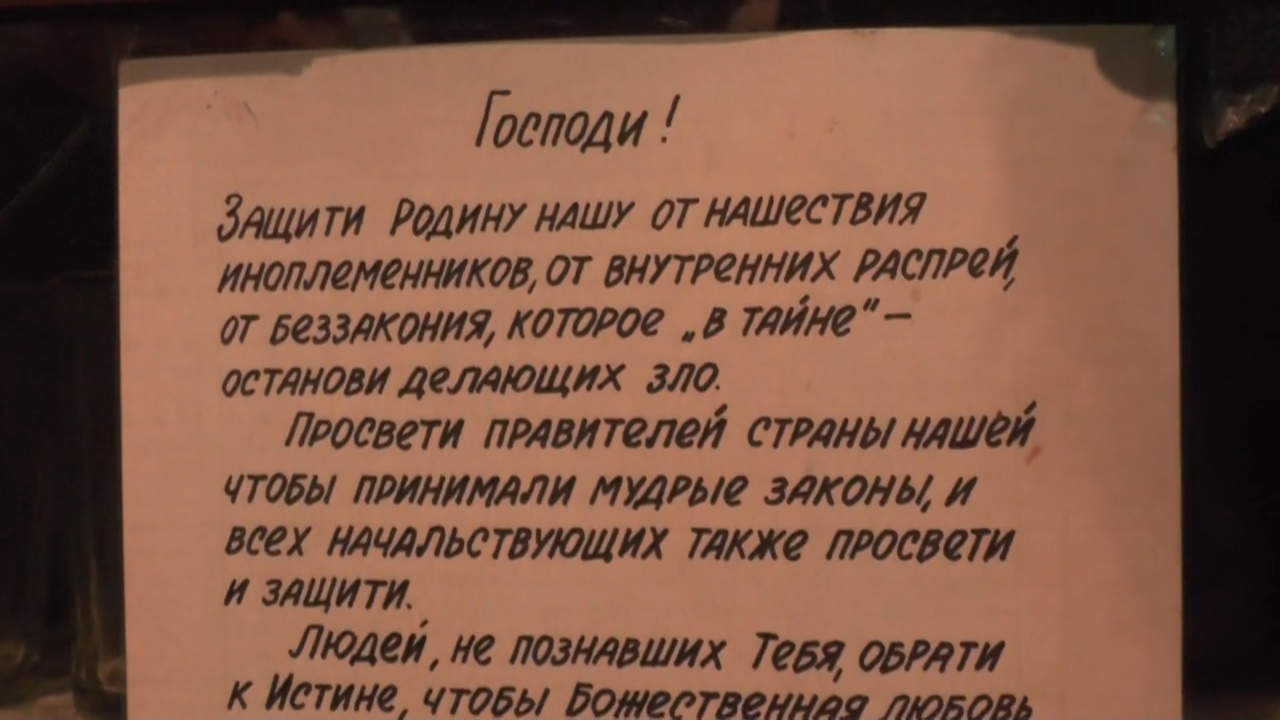 Господи!
Защити Родину нашу от нашествия
иноплеменников, от внутренних распрей,
от беззакония, которое „в тайне“ –
останови делающих зло.
Просвети правителей страны нашей
чтобы принимали мудрые законы, и
всех начальствующих также просвети
и защити.
Людей, не познавших Тебя, обрати
к Истине, чтобы Божественная любовь